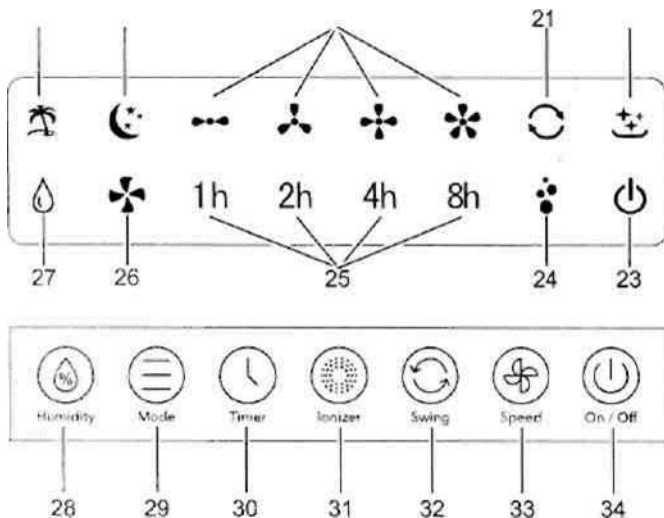 21
1h 2h 4h 8h
27 26 25 24 23
%
Humidity Mode Timer Ionizer Swing Speed On / Off
28 29 30 31 32 33 34